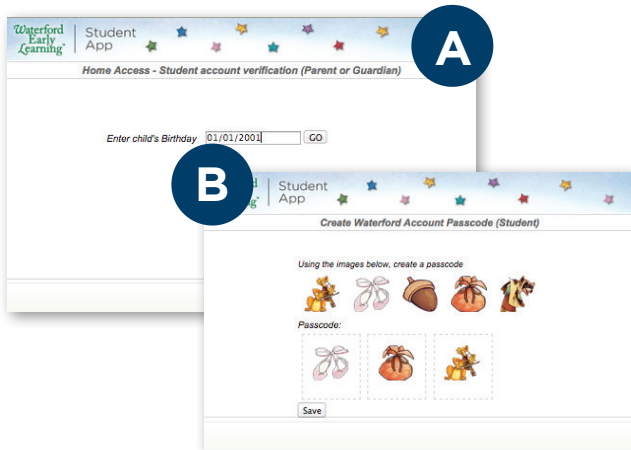 Waterford
Early
Learning
Student
App
A
Home Access - Student account verification (Parent or Guardian)
Enter child's Birthday 01/01/2001 GO
B
Student
App
Create Waterford Account Passcode (Student)
Using the images below, create a passcode
Passcode:
Save